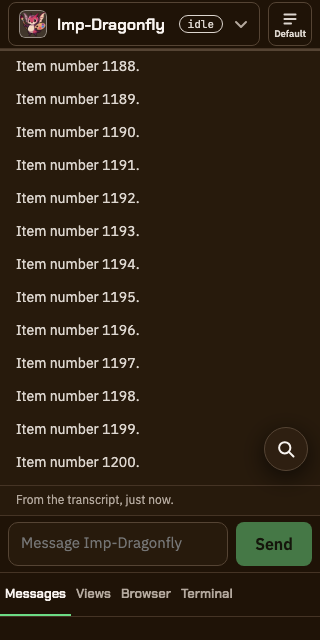 Imp-Dragonfly
idle
Default
Item number 1188.
Item number 1189.
Item number 1190.
Item number 1191.
Item number 1192.
Item number 1193.
Item number 1194.
Item number 1195.
Item number 1196.
Item number 1197.
Item number 1198.
Item number 1199.
Item number 1200.
From the transcript, just now.
Message Imp-Dragonfly
Send
Messages Views Browser Terminal